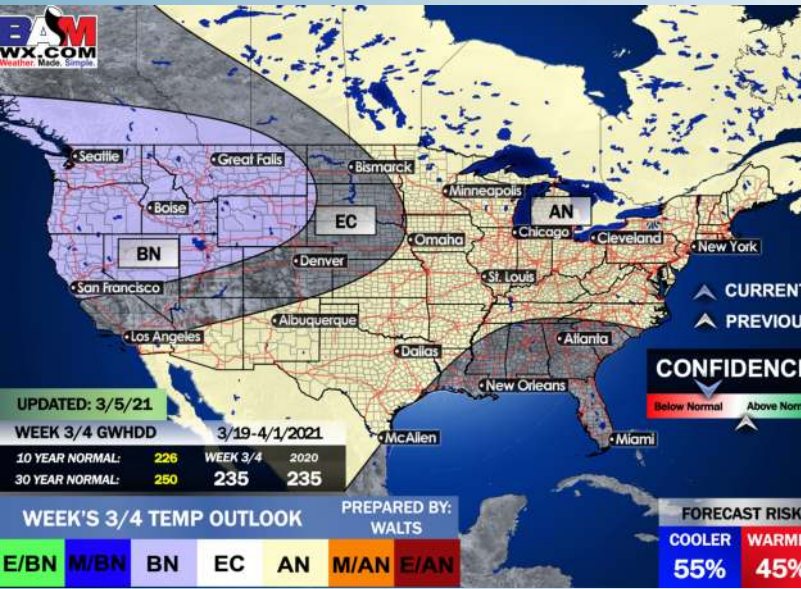 BAM
WX.COM
Weather. Made. Simple.
Seattle
Great Falls
Bismarck
Minneapolis
Boise
EC
AN
Chicago
Cleveland
New York
Omaha
BN
Denver
St. Louis
San Francisco
CURRENT
Albuquerque
PREVIOU
Los Angeles
Atlanta
Dallas
CONFIDENCE
New Orleans
Below Normal
Above Norm
UPDATED: 3/5/21
WEEK 3/4 GWHDD 3/19-4/1/2021
McAllen
Miami
10 YEAR NORMAL: 226 WEEK 3/4 2020
30 YEAR NORMAL: 250 235 235
WEEK'S 3/4 TEMP OUTLOOK
PREPARED BY:
WALTS
FORECAST RISK
COOLER WARME
55% 45%
E/BN M/BN BN EC AN M/AN E/AN